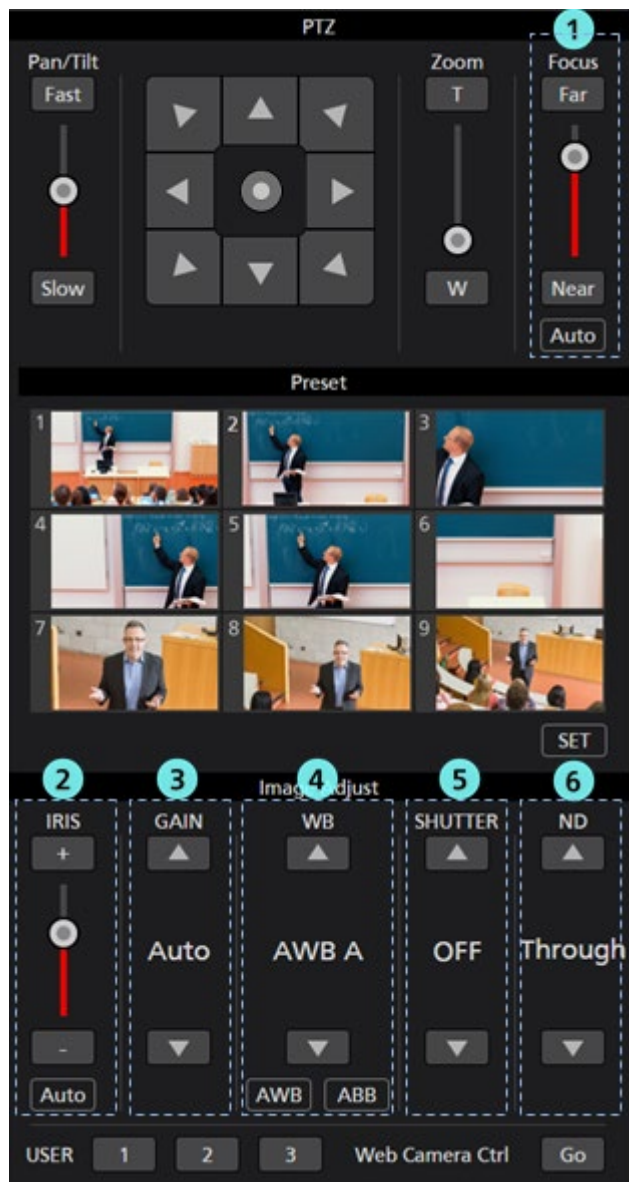 PTZ
1
Pan/Tilt Zoom Focus
Fast T Far
Slow W Near
Auto
Preset
1 2 3
4 5 6
7 8 9
SET
2 3 4 5 6
Image Adjust
IRIS GAIN WB SHUTTER ND
+
Auto AWB A OFF Through
-
Auto AWB ABB
USER 1 2 3 Web Camera Ctrl Go